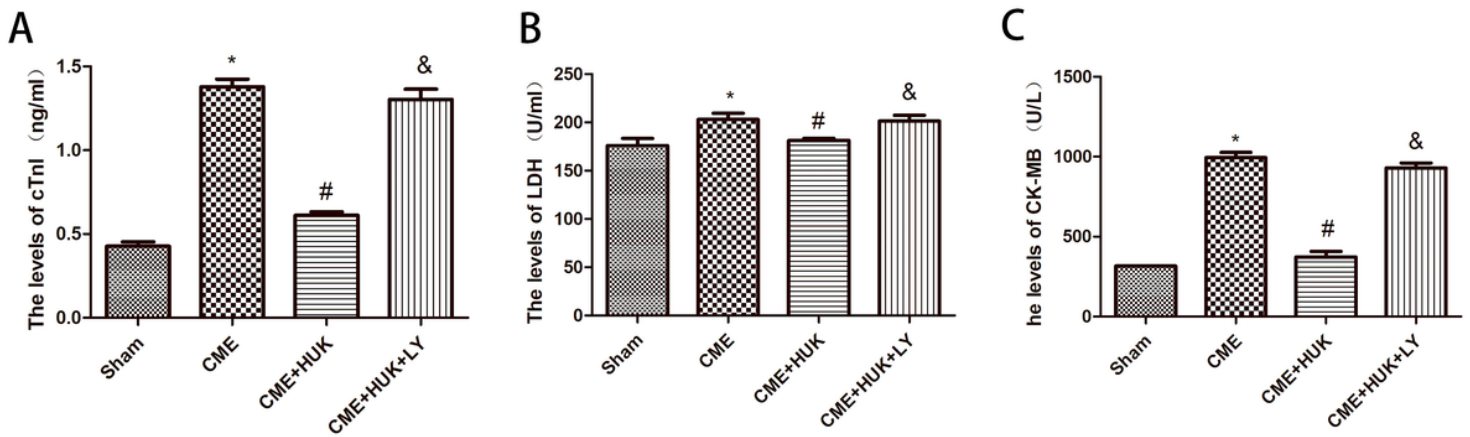 A
The levels of cTnI（ng/ml）
1.5
1.0
0.5
0.0
*
#
&
Sham
CME
CME+HUK
CME+HUK+LY
B
The levels of LDH （U/ml）
250
200
150
100
50
0
*
#
&
Sham
CME
CME+HUK
CME+HUK+LY
C
he levels of CK-MB（U/L）
1500
1000
500
0
*
#
&
Sham
CME
CME+HUK
CME+HUK+LY